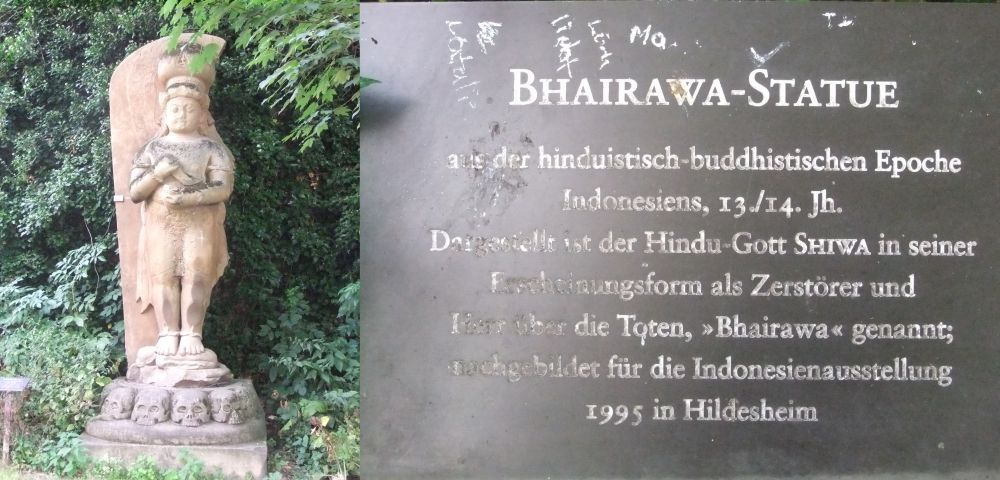 Ma
BHAIRAWA-STATUE
aus der hinduistisch-buddhistischen Epoche
Indonesiens, 13./14. Jh.
Dargestellt ist der Hindu-Gott SHIWA in seiner
Erscheinungsform als Zerstörer und
Herr über die Toten, »Bhairawa« genannt;
nachgebildet für die Indonesienausstellung
1995 in Hildesheim